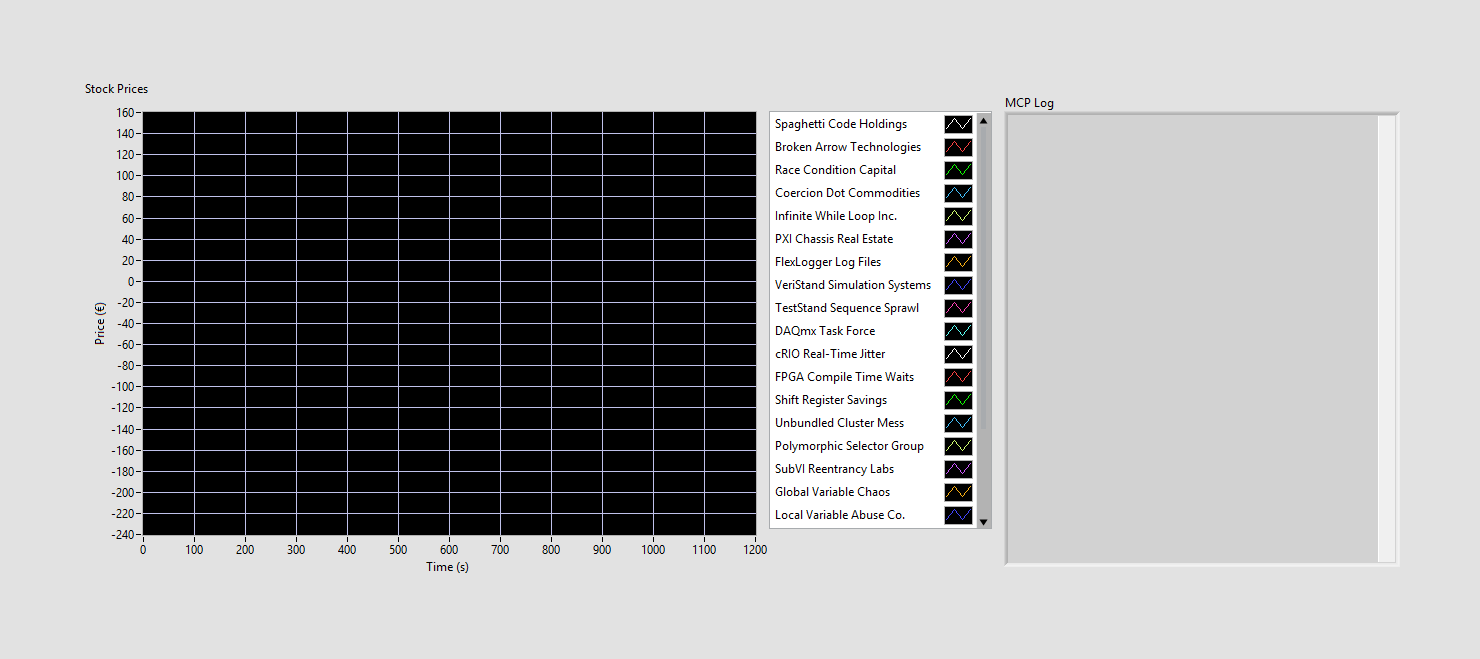 Stock Prices
MCP Log
160
140
120
100
80
60
40
20
0
-20
-40
-60
-80
-100
-120
-140
-160
-180
-200
-220
-240
Price (€)
0 100 200 300 400 500 600 700 800 900 1000 1100 1200
Time (s)
Spaghetti Code Holdings
Broken Arrow Technologies
Race Condition Capital
Coercion Dot Commodities
Infinite While Loop Inc.
PXI Chassis Real Estate
FlexLogger Log Files
VeriStand Simulation Systems
TestStand Sequence Sprawl
DAQmx Task Force
cRIO Real-Time Jitter
FPGA Compile Time Waits
Shift Register Savings
Unbundled Cluster Mess
Polymorphic Selector Group
SubVI Reentrancy Labs
Global Variable Chaos
Local Variable Abuse Co.